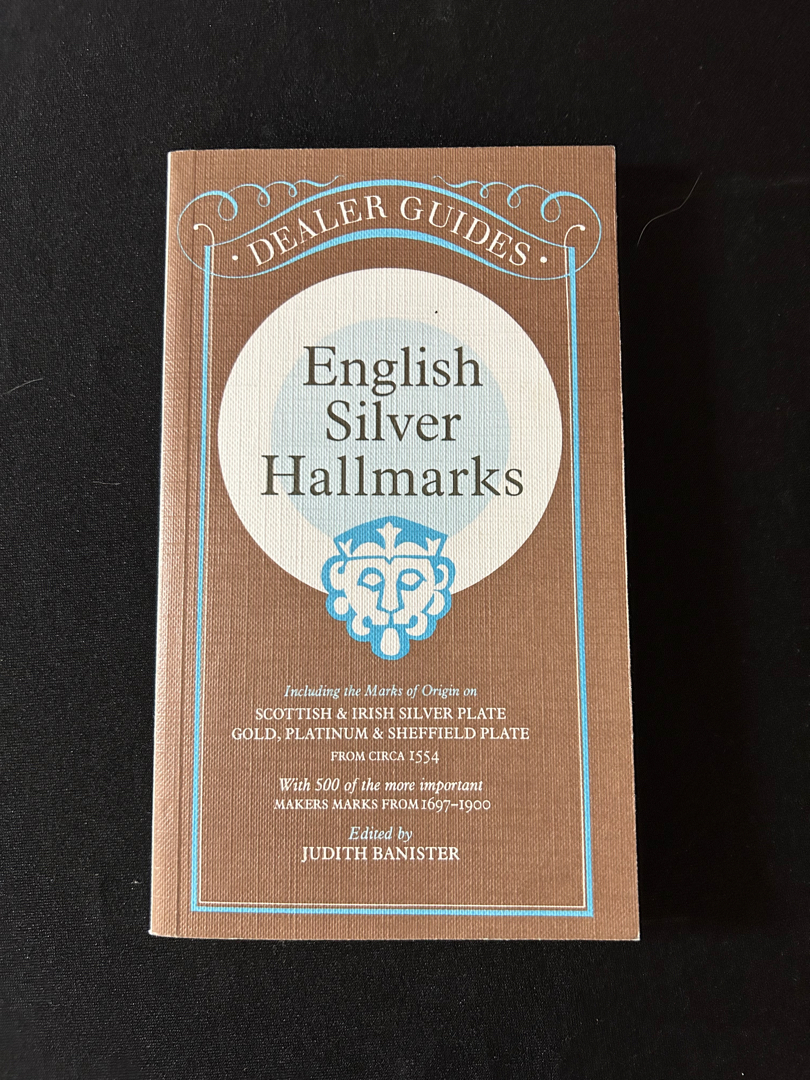 · DEALER GUIDES ·
English
Silver
Hallmarks
Including the Marks of Origin on
SCOTTISH & IRISH SILVER PLATE
GOLD, PLATINUM & SHEFFIELD PLATE
FROM CIRCA 1554
With 500 of the more important
MAKERS MARKS FROM 1697–1900
Edited by
JUDITH BANISTER